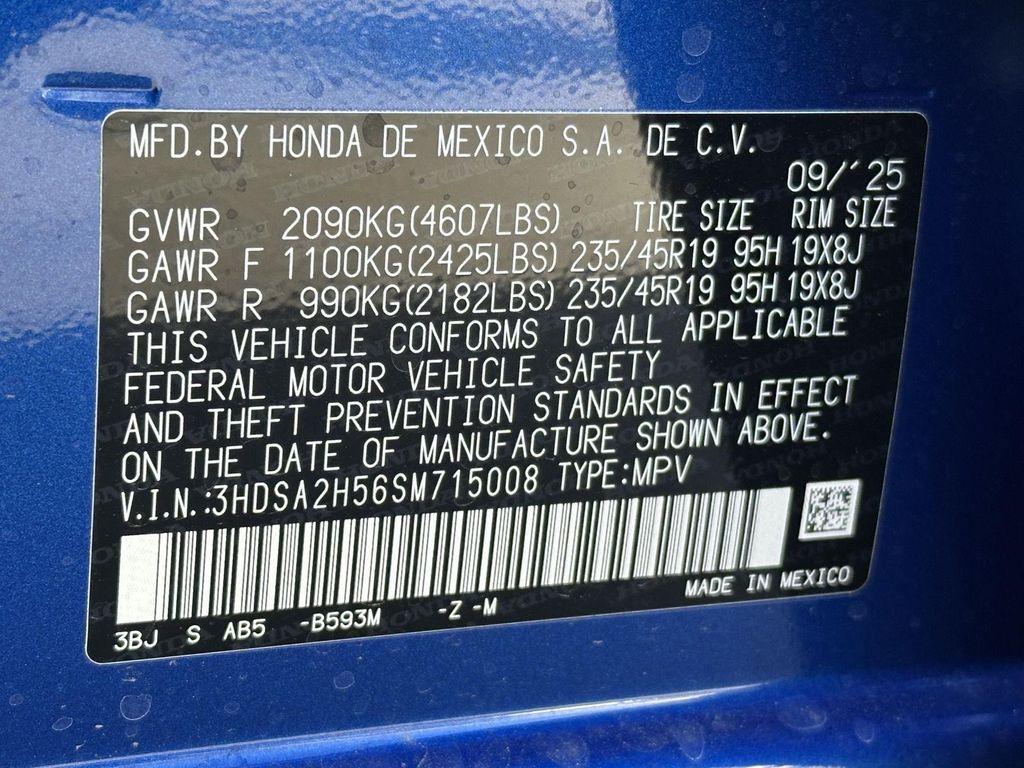 MFD.BY HONDA DE MEXICO S.A. DE C.V.
09/'25
GVWR 2090KG(4607LBS) TIRE SIZE RIM SIZE
GAWR F 1100KG(2425LBS) 235/45R19 95H 19X8J
GAWR R 990KG(2182LBS) 235/45R19 95H 19X8J
THIS VEHICLE CONFORMS TO ALL APPLICABLE
FEDERAL MOTOR VEHICLE SAFETY
AND THEFT PREVENTION STANDARDS IN EFFECT
ON THE DATE OF MANUFACTURE SHOWN ABOVE.
V.I.N.:3HDSA2H56SM715008 TYPE:MPV
MADE IN MEXICO
3BJ S AB5 -B593M -Z -M